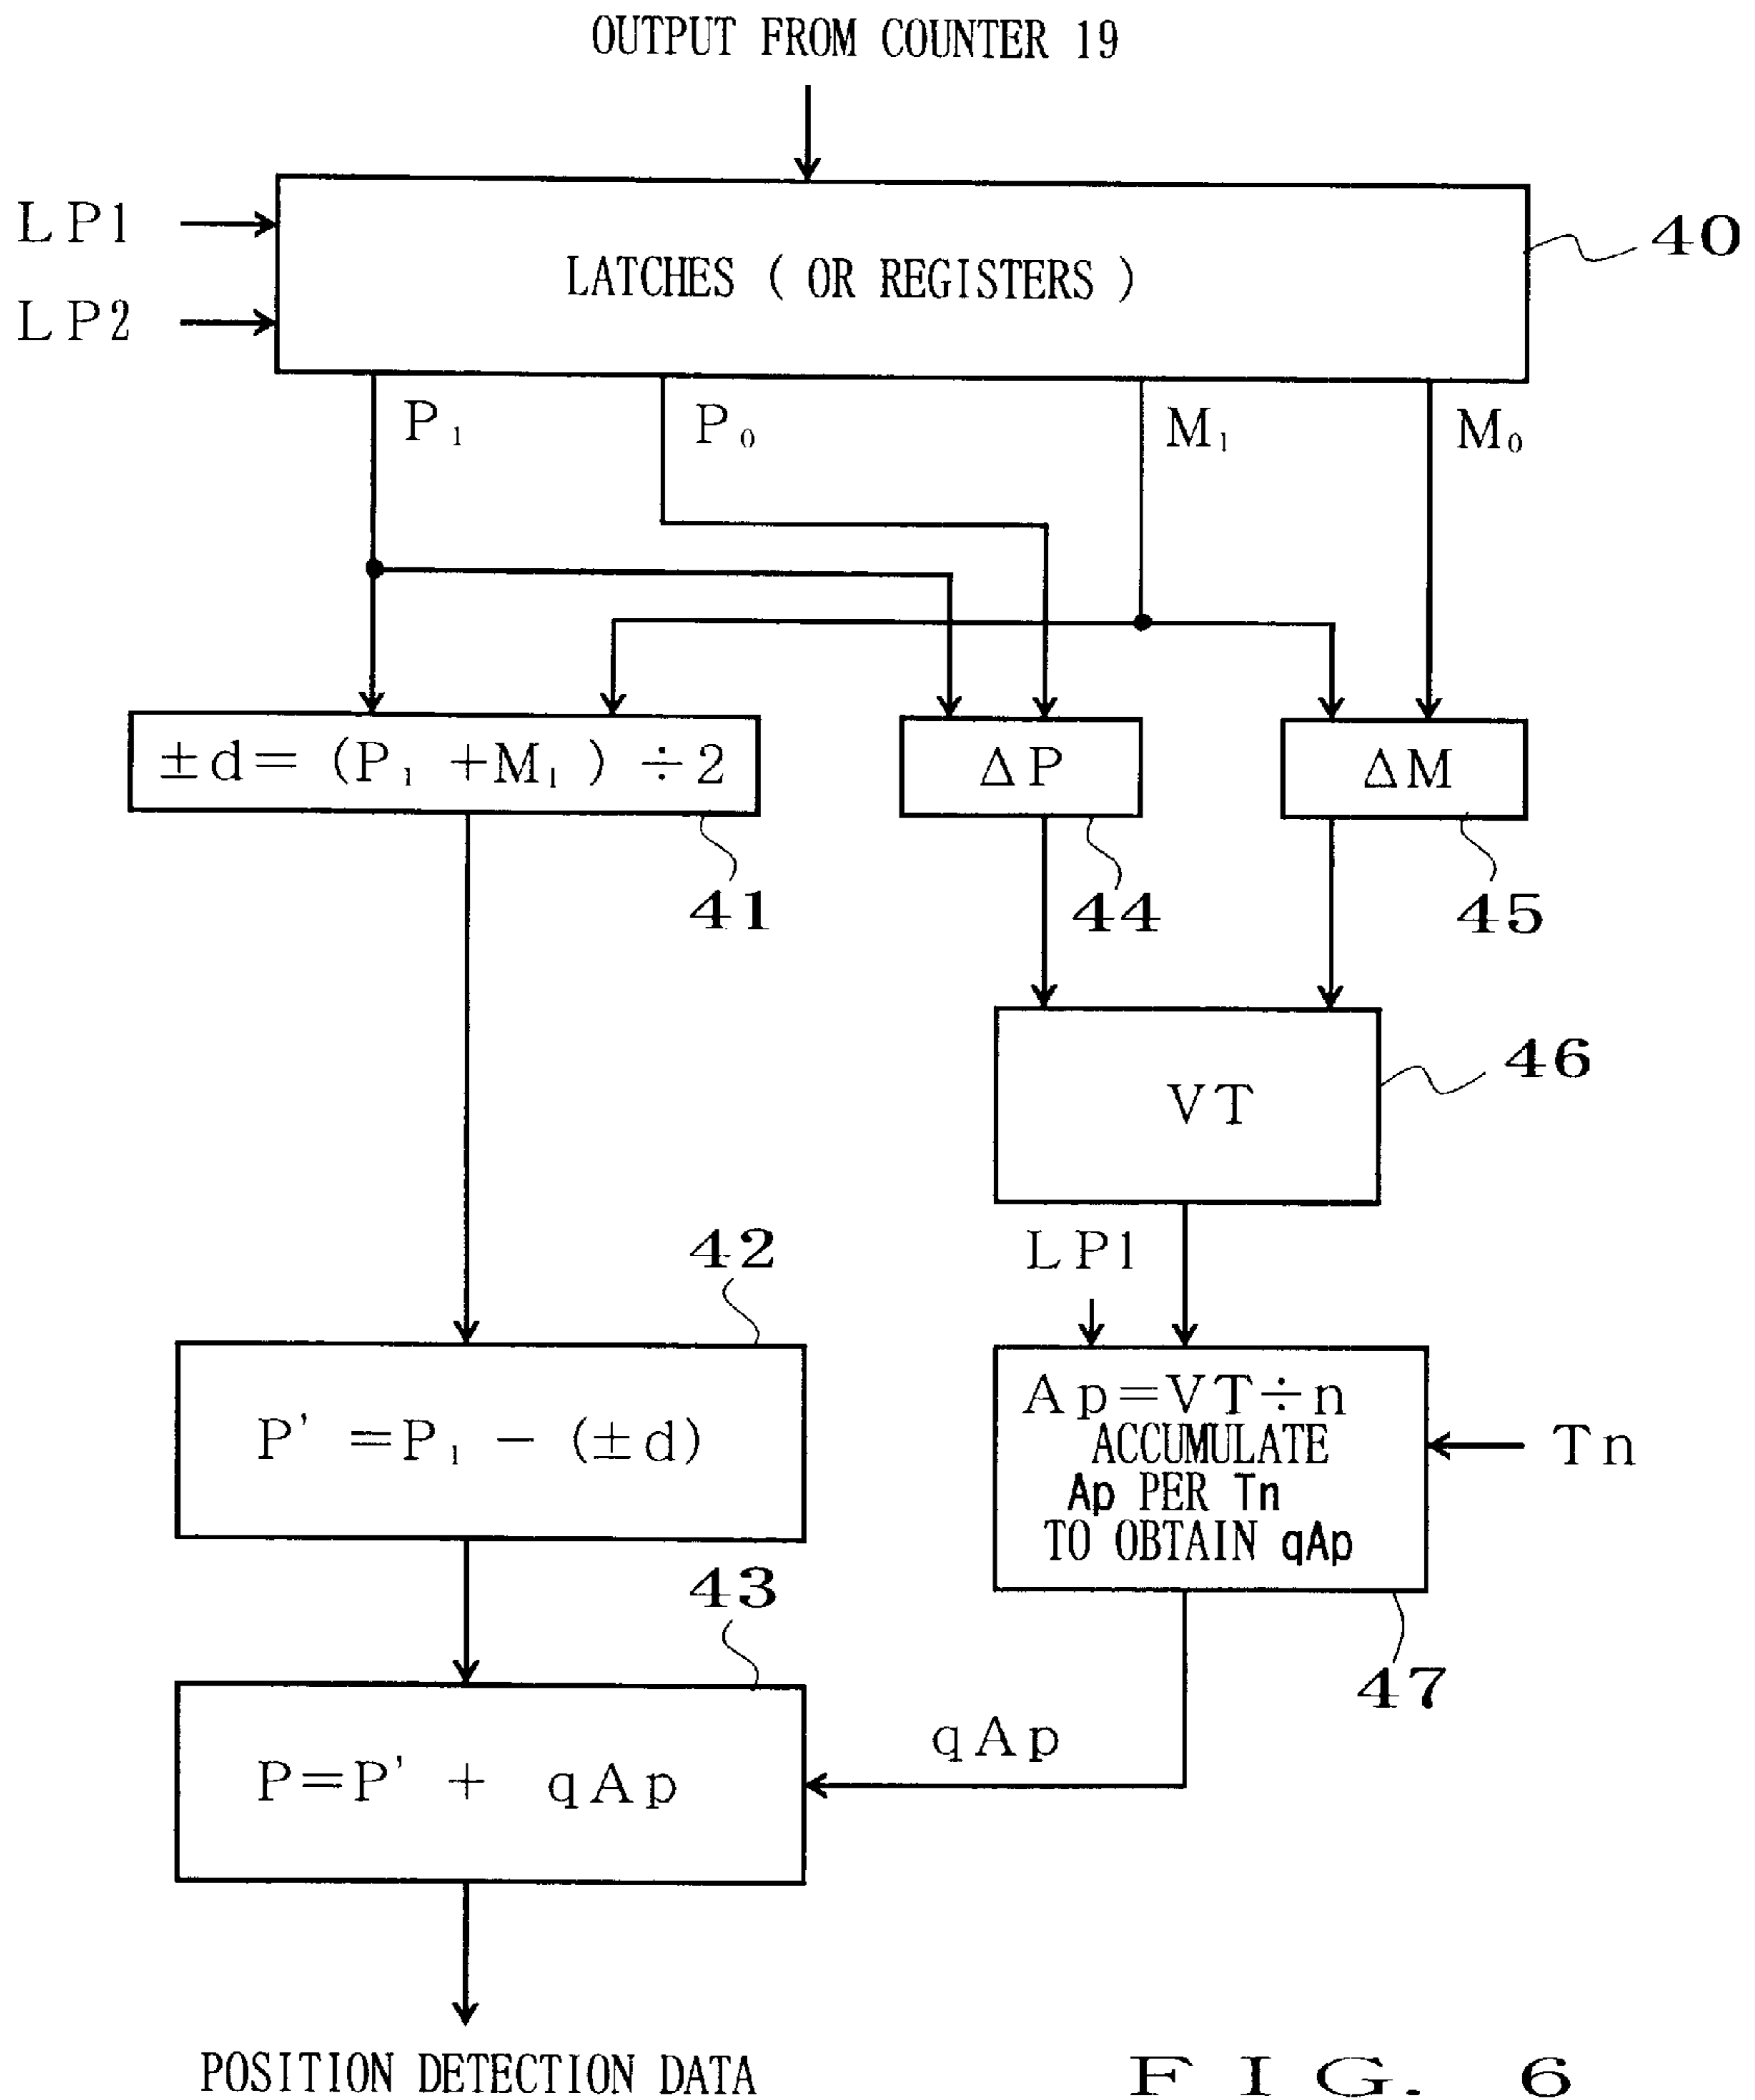 OUTPUT FROM COUNTER 19
LP1
LATCHES ( OR REGISTERS )
40
LP2
P₁
P₀
M₁
M₀
±d= (P₁ +M₁ ) ÷2
ΔP
ΔM
41
44
45
VT
46
LP1
42
P' =P₁ − (±d)
Ap=VT÷n
ACCUMULATE
Ap PER Tn
TO OBTAIN qAp
Tn
43
47
P=P' + qAp
qAp
POSITION DETECTION DATA
FIG. 6